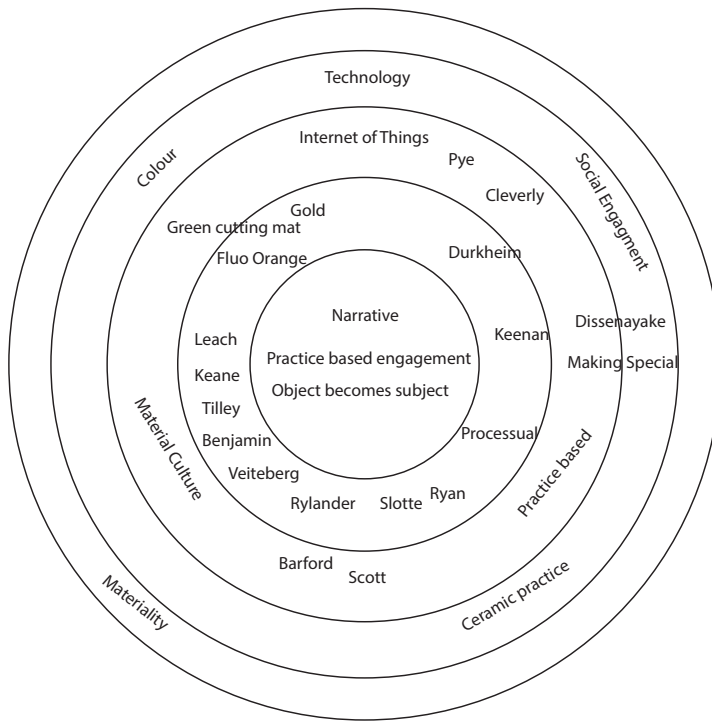 Technology
Internet of Things
Pye
Colour
Social Engagment
Cleverly
Gold
Green cutting mat
Durkheim
Fluo Orange
Narrative
Dissenayake
Keenan
Leach
Practice based engagement
Making Special
Keane
Object becomes subject
Tilley
Processual
Benjamin
Material Culture
Practice based
Veiteberg
Ryan
Rylander
Slotte
Barford
Scott
Ceramic practice
Materiality